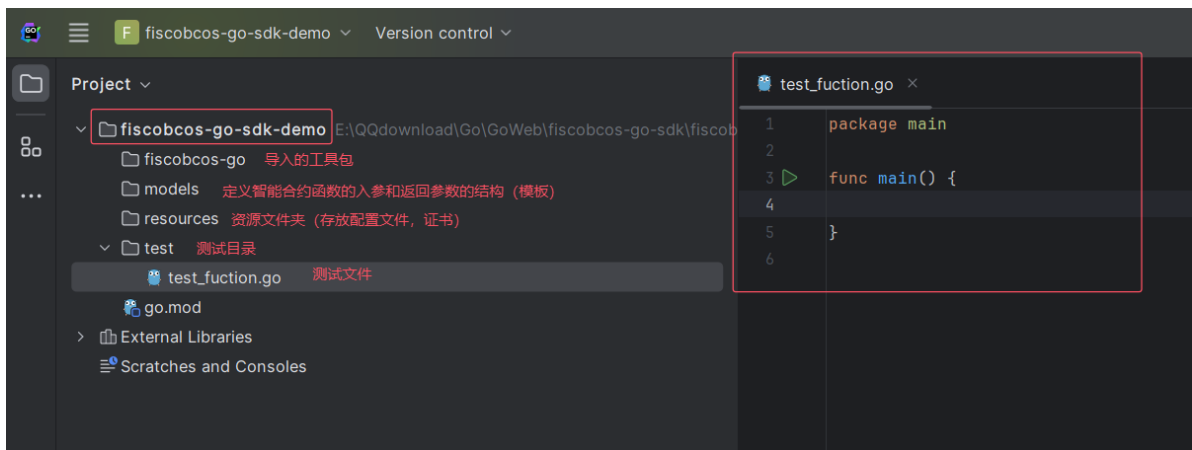 GO
F fiscobcos-go-sdk-demo Version control
Project
fiscobcos-go-sdk-demo E:\QQdownload\Go\GoWeb\fiscobcos-go-sdk\fiscob
fiscobcos-go 导入的工具包
models 定义智能合约函数的入参和返回参数的结构（模板）
resources 资源文件夹（存放配置文件，证书）
test 测试目录
test_fuction.go 测试文件
go.mod
External Libraries
Scratches and Consoles
test_fuction.go ×
1 package main
2
3 func main() {
4
5 }
6